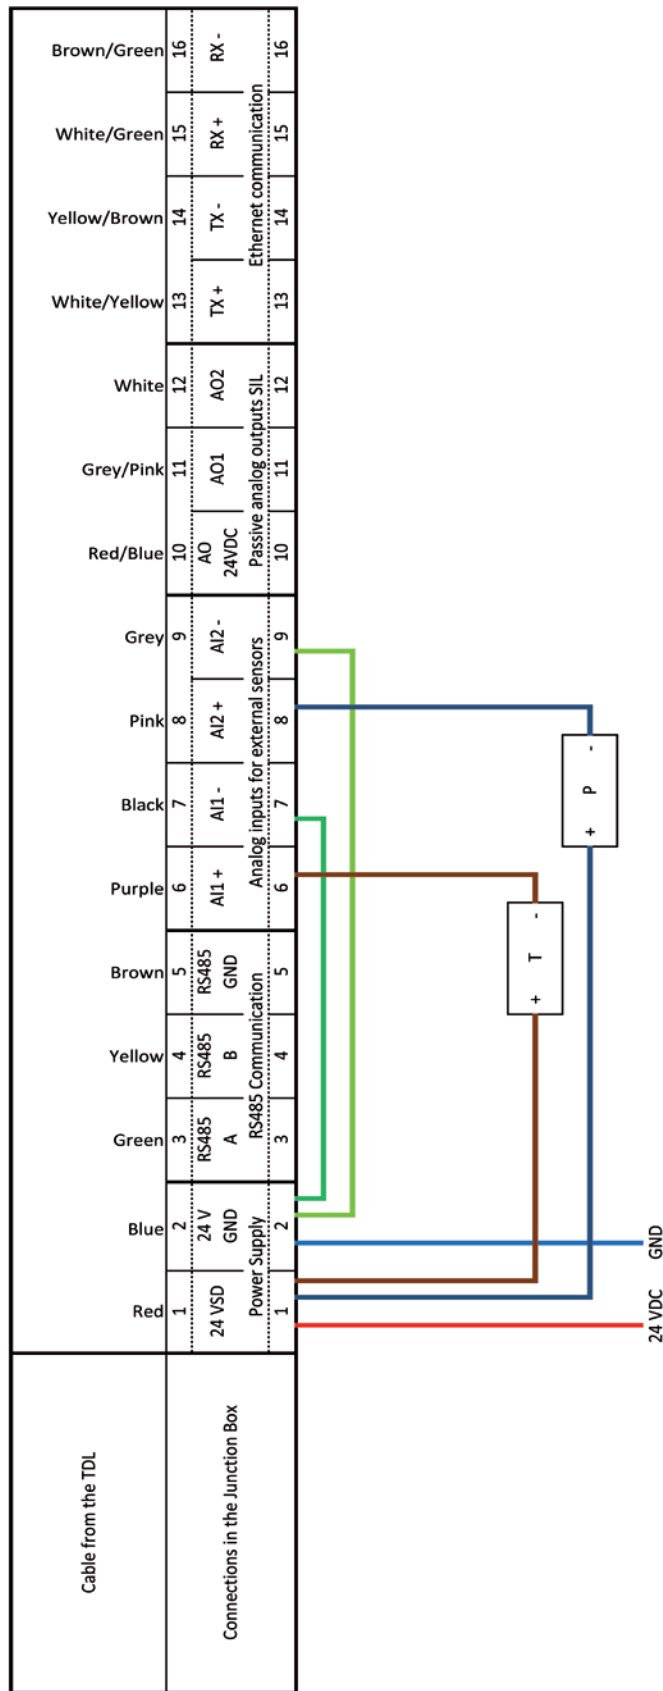 Cable from the TDL
Red
Blue
Green
Yellow
Brown
Purple
Black
Pink
Grey
Red/Blue
Grey/Pink
White
White/Yellow
Yellow/Brown
White/Green
Brown/Green
Connections in the Junction Box
1 2 3 4 5 6 7 8 9 10 11 12 13 14 15 16
24 VSD
24 V GND
RS485 A
RS485 B
RS485 GND
AI1 +
AI1 -
AI2 +
AI2 -
AO 24VDC
AO1
AO2
TX +
TX -
RX +
RX -
Power Supply
RS485 Communication
Analog inputs for external sensors
Passive analog outputs SIL
Ethernet communication
1 2 3 4 5 6 7 8 9 10 11 12 13 14 15 16
+ T -
+ P -
24 VDC
GND